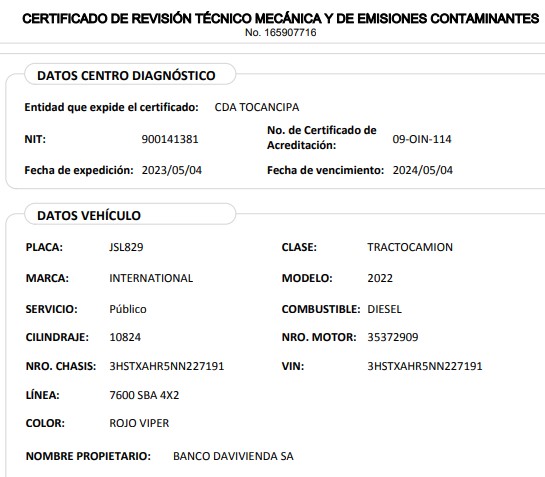 CERTIFICADO DE REVISIÓN TÉCNICO MECÁNICA Y DE EMISIONES CONTAMINANTES
No. 165907716
DATOS CENTRO DIAGNÓSTICO
Entidad que expide el certificado: CDA TOCANCIPA
NIT: 900141381 No. de Certificado de Acreditación: 09-OIN-114
Fecha de expedición: 2023/05/04 Fecha de vencimiento: 2024/05/04
DATOS VEHÍCULO
PLACA: JSL829 CLASE: TRACTOCAMION
MARCA: INTERNATIONAL MODELO: 2022
SERVICIO: Público COMBUSTIBLE: DIESEL
CILINDRAJE: 10824 NRO. MOTOR: 35372909
NRO. CHASIS: 3HSTXAHR5NN227191 VIN: 3HSTXAHR5NN227191
LÍNEA: 7600 SBA 4X2
COLOR: ROJO VIPER
NOMBRE PROPIETARIO: BANCO DAVIVIENDA SA